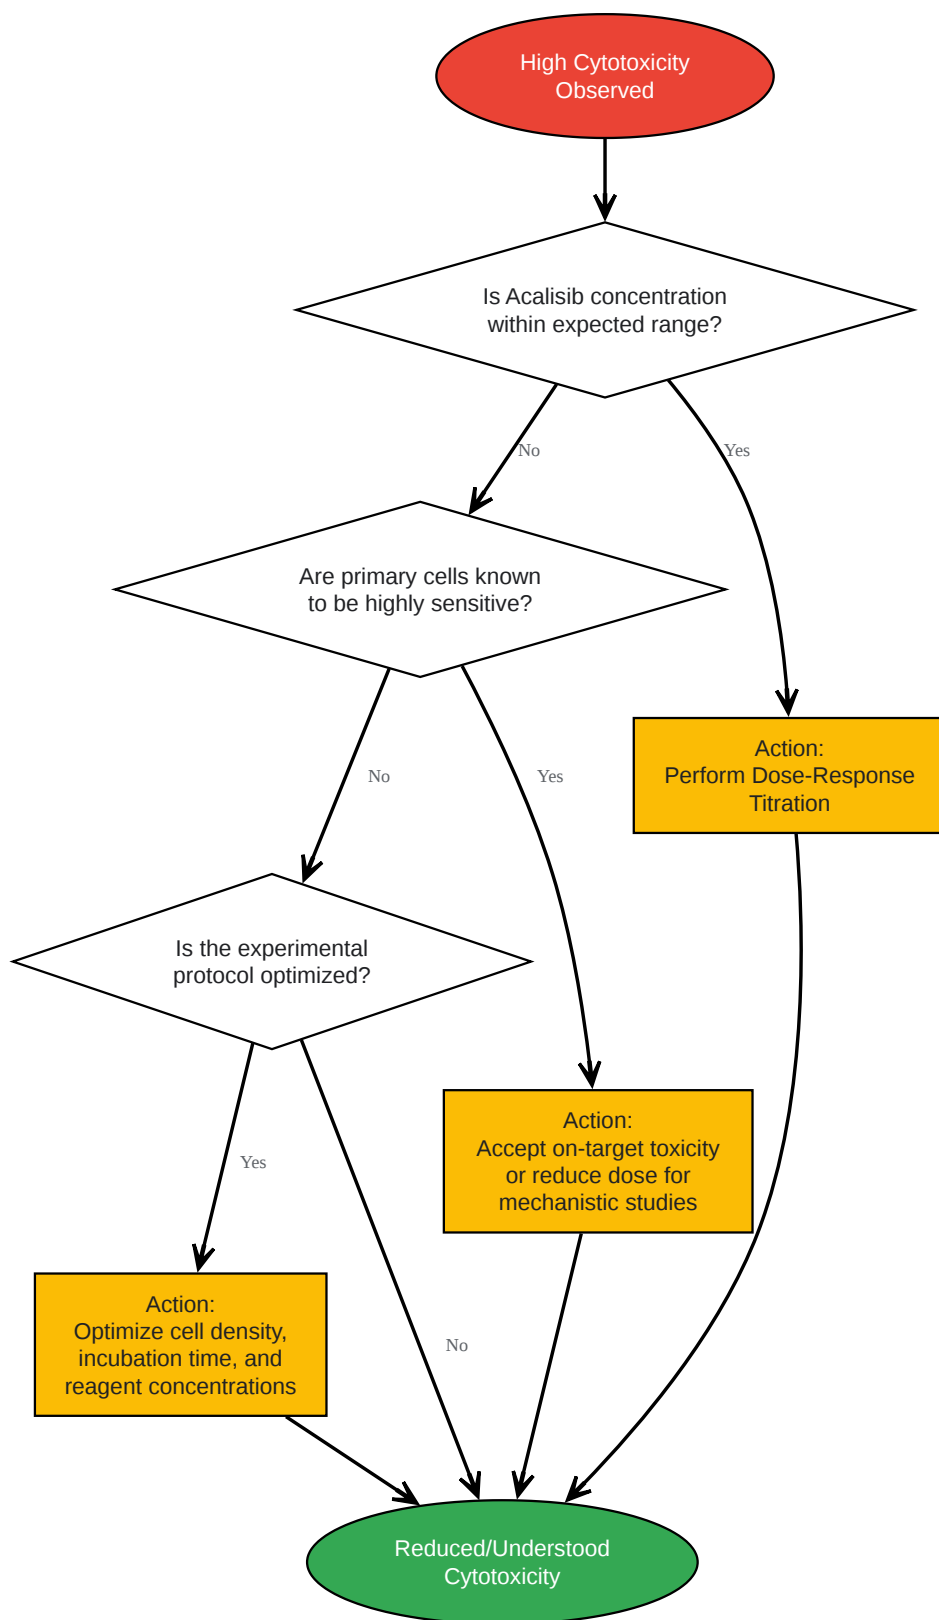 High Cytotoxicity
Observed
Is Acalisib concentration
within expected range?
No
Yes
Are primary cells known
to be highly sensitive?
Action:
Perform Dose-Response
Titration
No
Yes
Is the experimental
protocol optimized?
Action:
Accept on-target toxicity
or reduce dose for
mechanistic studies
Yes
Action:
Optimize cell density,
incubation time, and
reagent concentrations
No
Reduced/Understood
Cytotoxicity